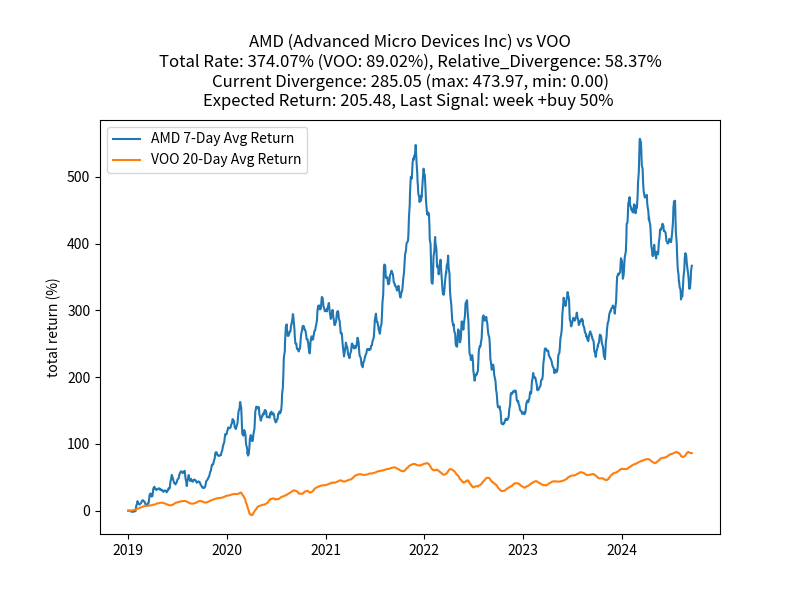 AMD (Advanced Micro Devices Inc) vs VOO
Total Rate: 374.07% (VOO: 89.02%), Relative_Divergence: 58.37%
Current Divergence: 285.05 (max: 473.97, min: 0.00)
Expected Return: 205.48, Last Signal: week +buy 50%
AMD 7-Day Avg Return
VOO 20-Day Avg Return
total return (%)
500
400
300
200
100
0
2019 2020 2021 2022 2023 2024